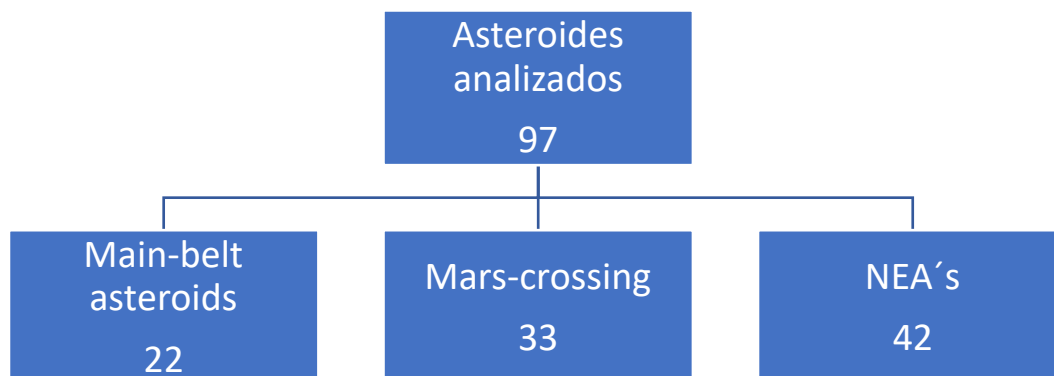 Asteroides
analizados
97
Main-belt
asteroids
22
Mars-crossing
33
NEA´s
42